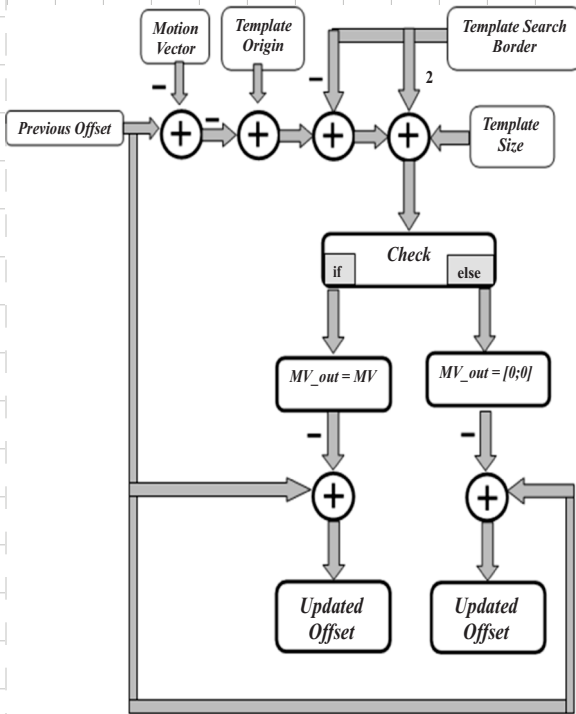 Motion
Vector
Template
Origin
Template Search
Border
−
−
2
Previous Offset
+
−
+
+
+
Template
Size
Check
if
else
MV_out = MV
MV_out = [0;0]
−
−
+
+
Updated
Offset
Updated
Offset